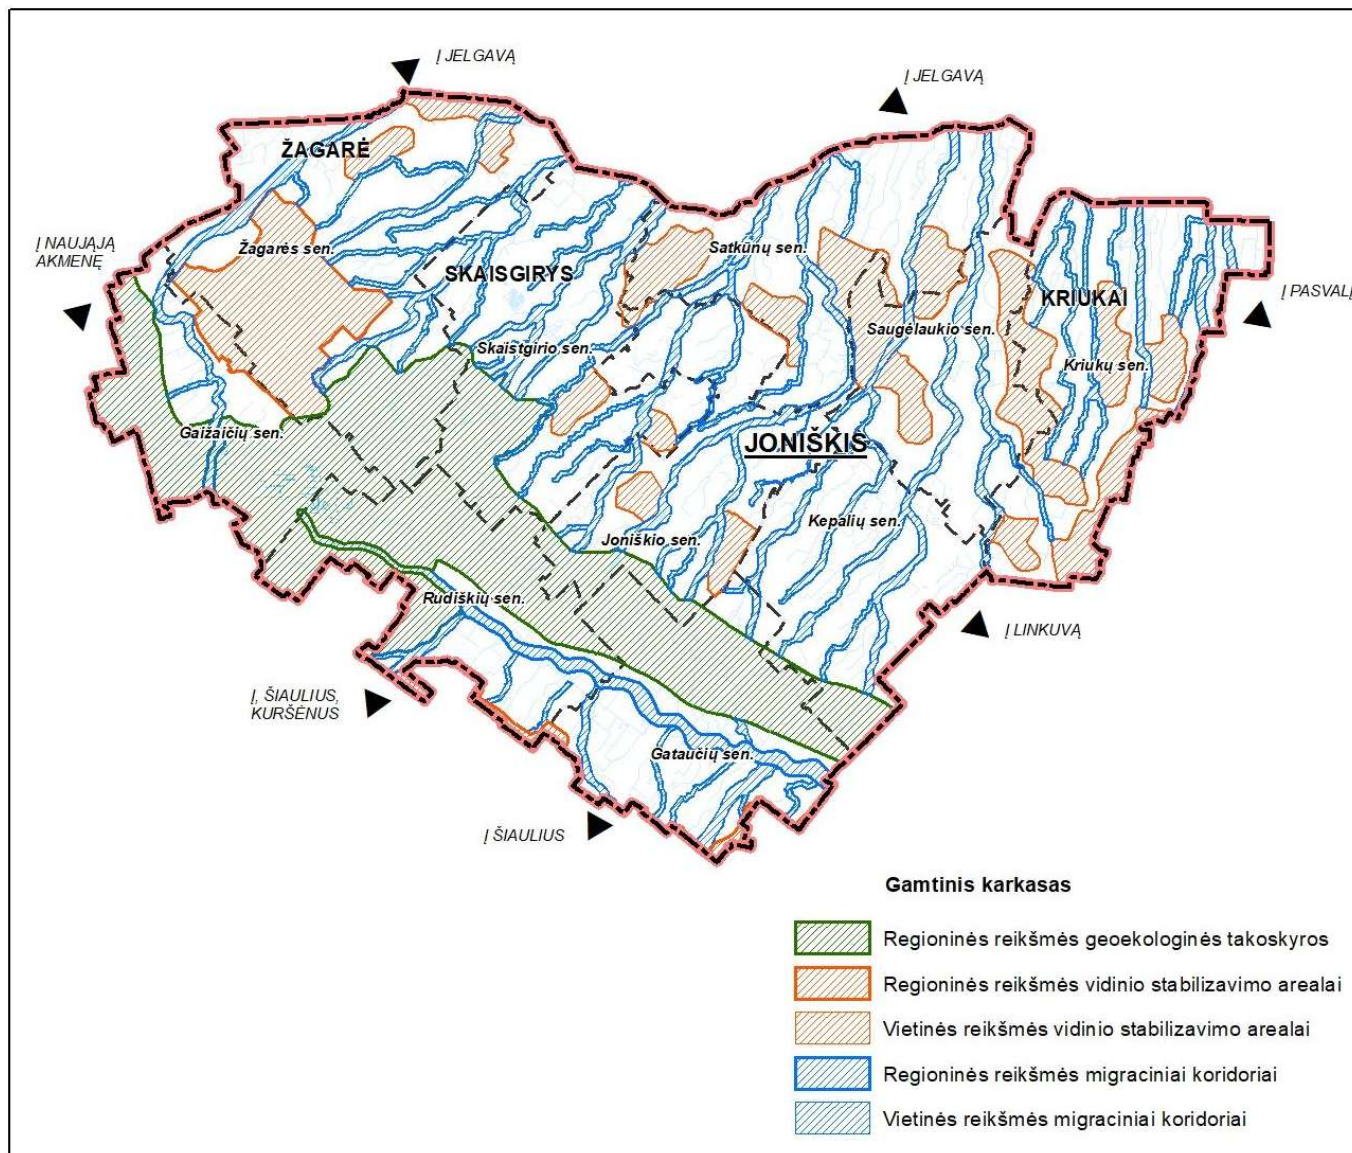 Į JELGAVĄ
Į JELGAVĄ
ŽAGARĖ
Į NAUJĄJĄ
AKMENĘ
Žagarės sen.
SKAISGIRYS
Satkūnų sen.
KRIUKAI
Į PASVALĮ
Saugėlaukio sen.
Skaistgirio sen.
Kriukų sen.
Gaižaičių sen.
JONIŠKIS
Kepalių sen.
Joniškio sen.
Rudiškių sen.
Į LINKUVĄ
Į, ŠIAULIUS,
KURŠĖNUS
Gataučių sen.
Į ŠIAULIUS
Gamtinis karkasas
Regioninės reikšmės geoekologinės takoskyros
Regioninės reikšmės vidinio stabilizavimo arealai
Vietinės reikšmės vidinio stabilizavimo arealai
Regioninės reikšmės migraciniai koridoriai
Vietinės reikšmės migraciniai koridoriai